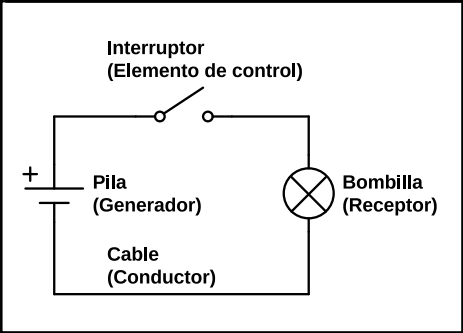 Interruptor
(Elemento de control)
+
Pila
(Generador)
Bombilla
(Receptor)
Cable
(Conductor)